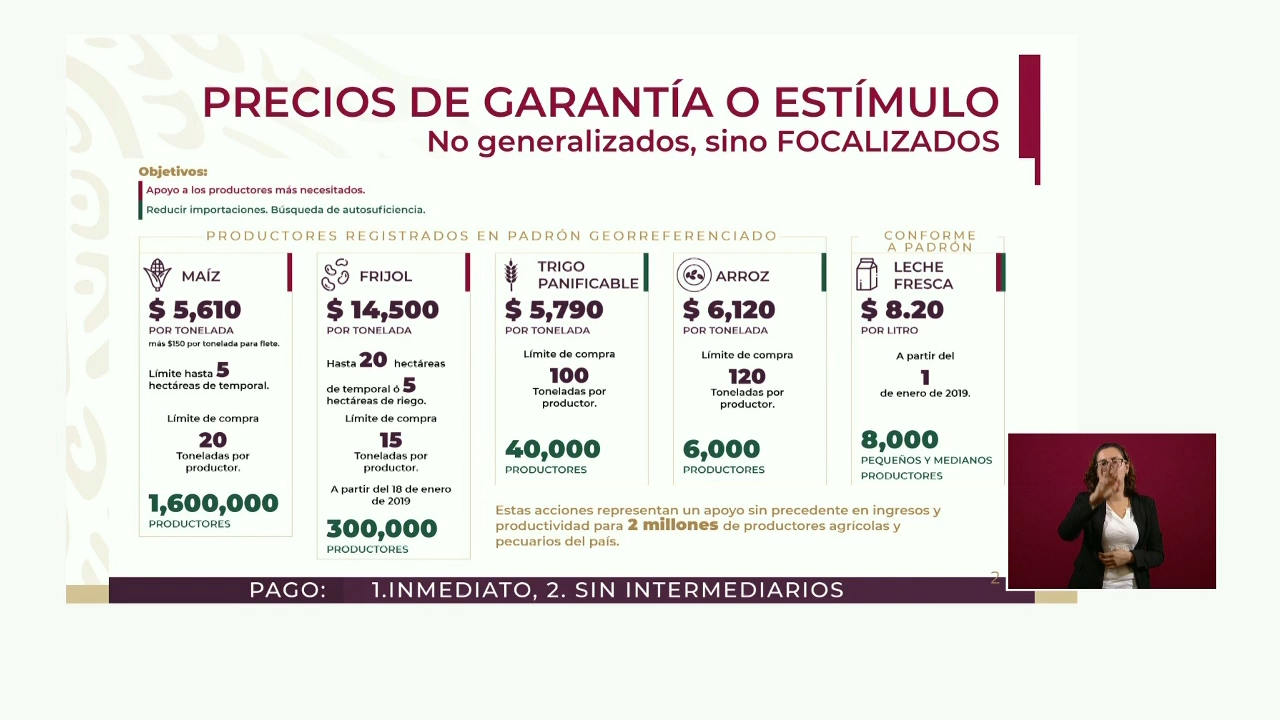 PRECIOS DE GARANTÍA O ESTÍMULO
No generalizados, sino FOCALIZADOS
Objetivos:
Apoyo a los productores más necesitados.
Reducir importaciones. Búsqueda de autosuficiencia.
PRODUCTORES REGISTRADOS EN PADRÓN GEORREFERENCIADO
MAÍZ
$ 5,610
POR TONELADA
más $150 por tonelada para flete.
Límite hasta 5
hectáreas de temporal.
Límite de compra
20
Toneladas por
productor.
1,600,000
PRODUCTORES
FRIJOL
$ 14,500
POR TONELADA
Hasta 20 hectáreas
de temporal ó 5
hectáreas de riego.
Límite de compra
15
Toneladas por
productor.
A partir del 18 de enero
de 2019
300,000
PRODUCTORES
TRIGO
PANIFICABLE
$ 5,790
POR TONELADA
Límite de compra
100
Toneladas por
productor.
40,000
PRODUCTORES
ARROZ
$ 6,120
POR TONELADA
Límite de compra
120
Toneladas por
productor.
6,000
PRODUCTORES
CONFORME
A PADRÓN
LECHE
FRESCA
$ 8.20
POR LITRO
A partir del
1
de enero de 2019.
8,000
PEQUEÑOS Y MEDIANOS
PRODUCTORES
Estas acciones representan un apoyo sin precedente en ingresos y
productividad para 2 millones de productores agrícolas y
pecuarios del país.
2
PAGO: 1.INMEDIATO, 2. SIN INTERMEDIARIOS